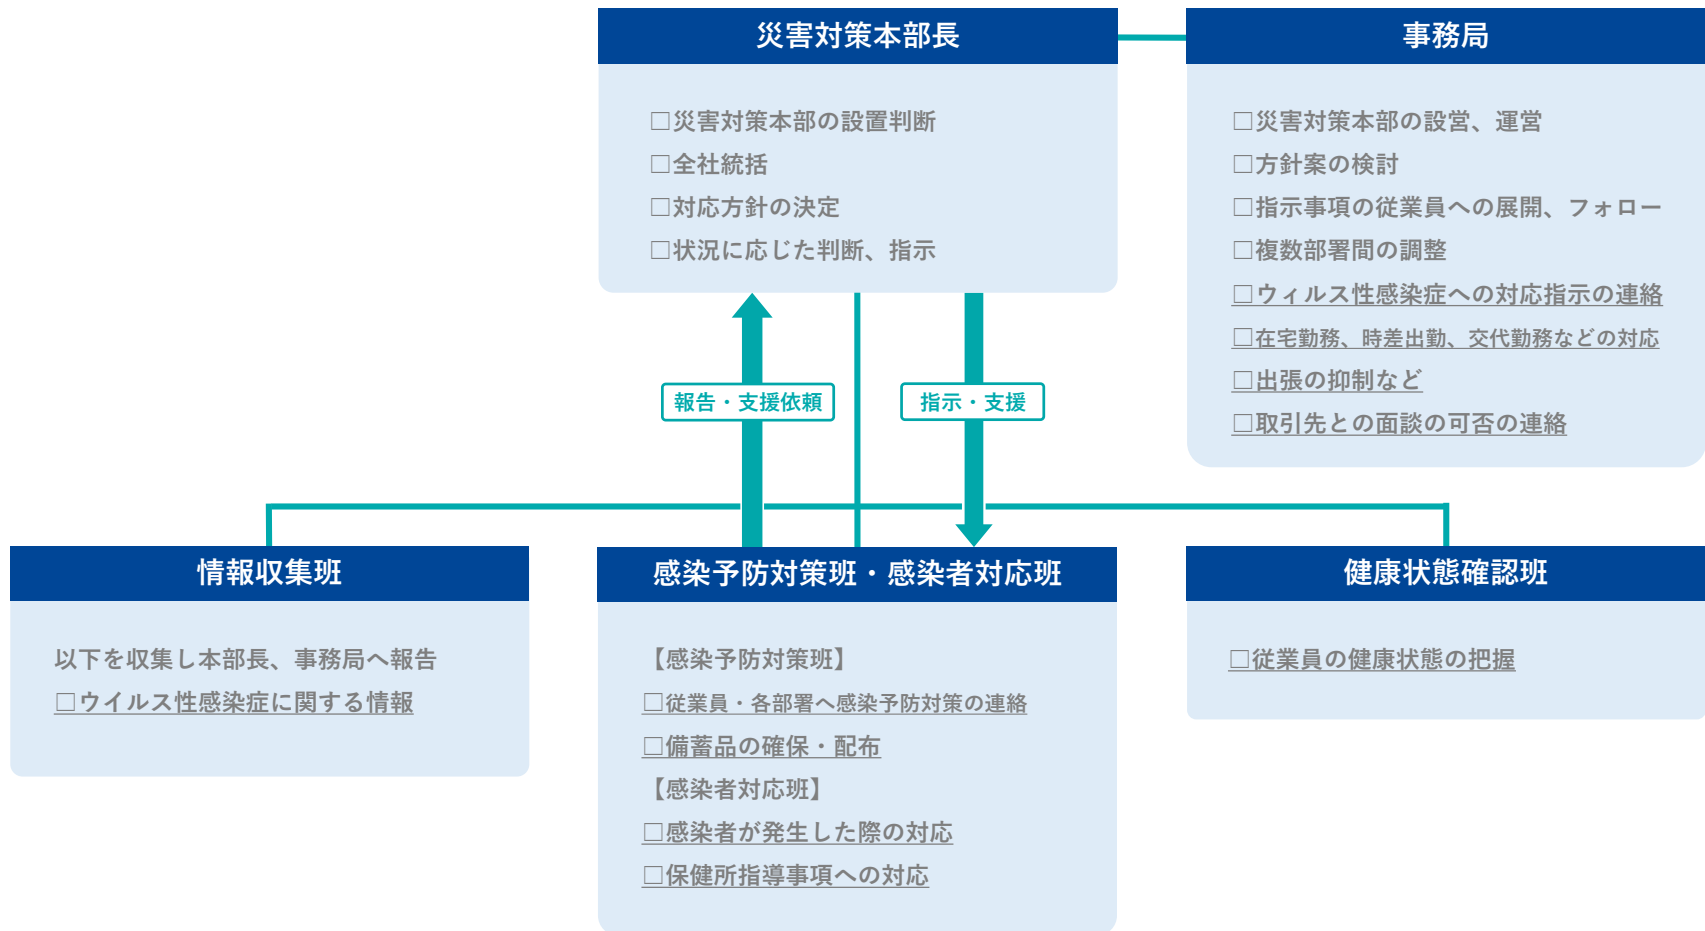 災害対策本部長
□災害対策本部の設置判断
□全社統括
□対応方針の決定
□状況に応じた判断、指示
事務局
□災害対策本部の設営、運営
□方針案の検討
□指示事項の従業員への展開、フォロー
□複数部署間の調整
□ウィルス性感染症への対応指示の連絡
□在宅勤務、時差出勤、交代勤務などの対応
□出張の抑制など
□取引先との面談の可否の連絡
報告・支援依頼
指示・支援
情報収集班
以下を収集し本部長、事務局へ報告
□ウイルス性感染症に関する情報
感染予防対策班・感染者対応班
【感染予防対策班】
□従業員・各部署へ感染予防対策の連絡
□備蓄品の確保・配布
【感染者対応班】
□感染者が発生した際の対応
□保健所指導事項への対応
健康状態確認班
□従業員の健康状態の把握